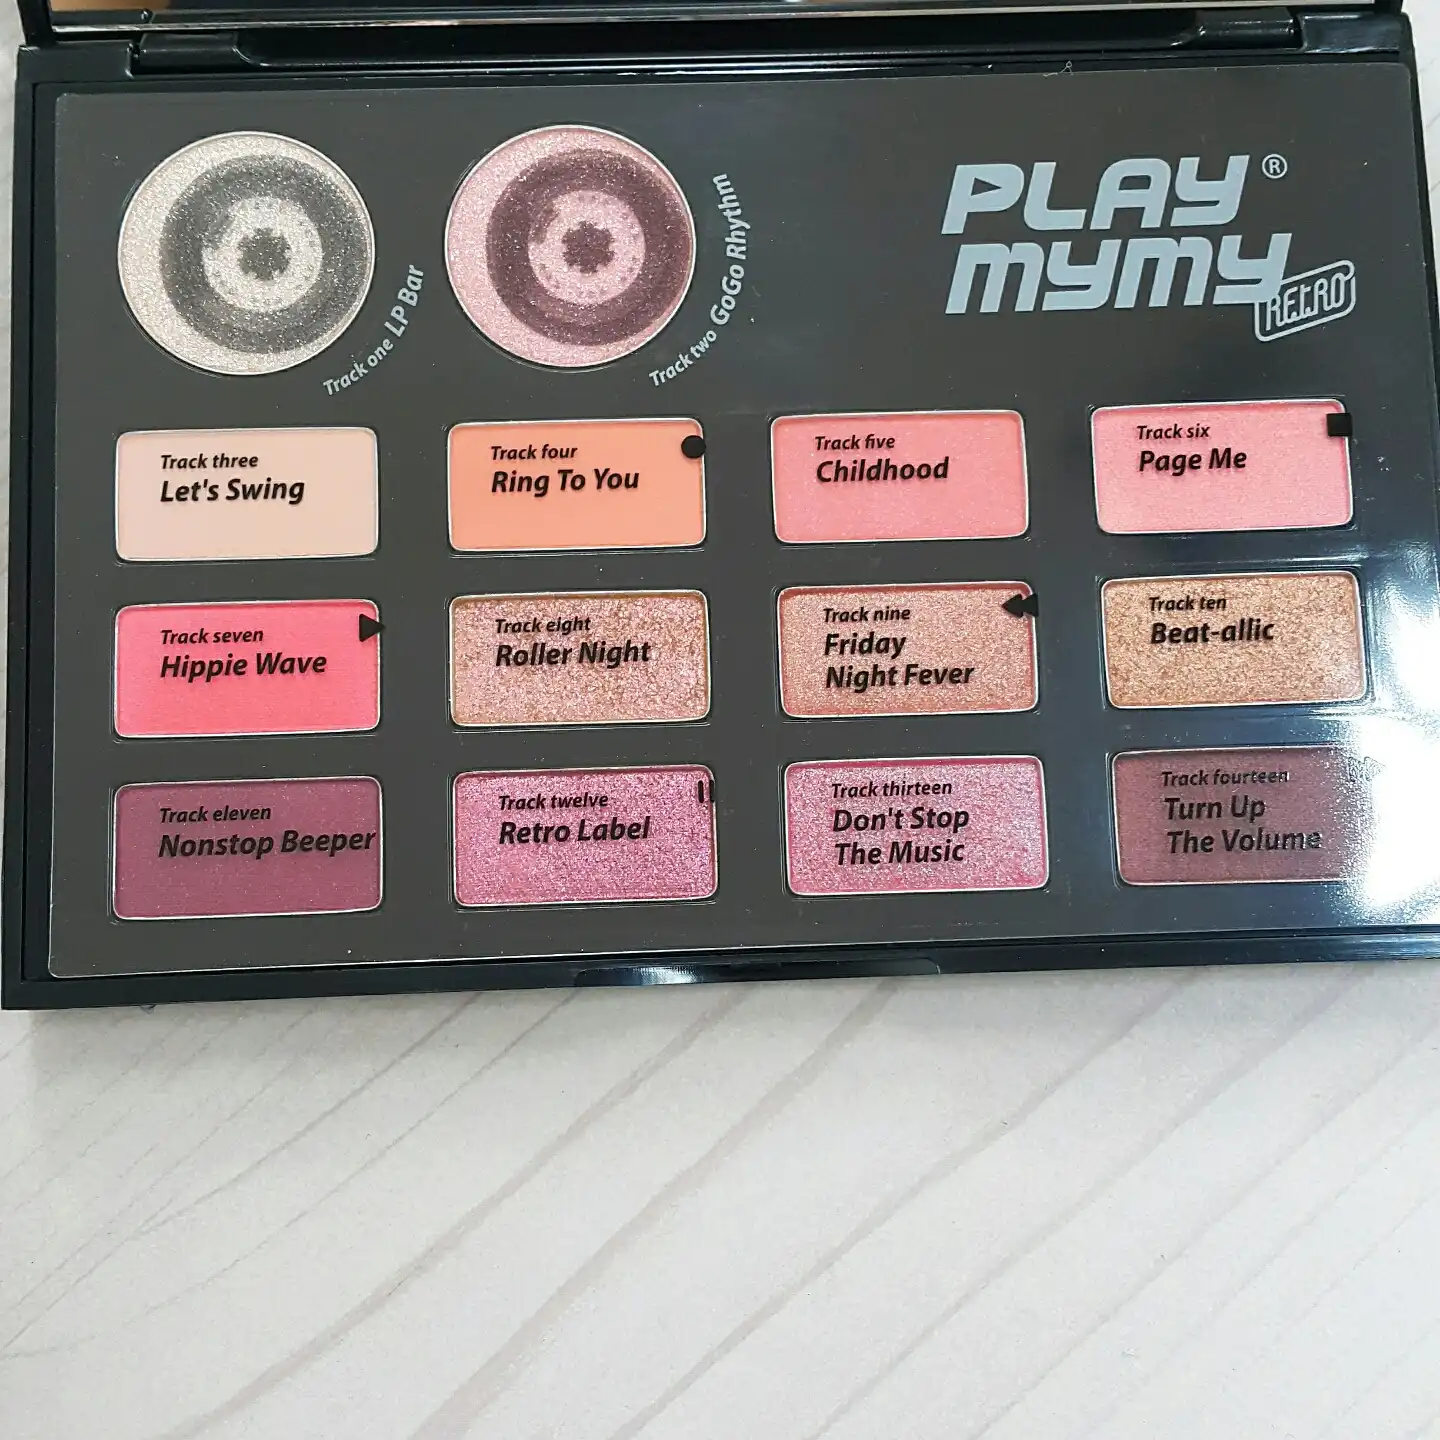 Track one LP Bar
Track two GoGo Rhythm
PLAY®
MYMY
RETRO
Track three
Let's Swing
Track four
Ring To You
Track five
Childhood
Track six
Page Me
Track seven
Hippie Wave
Track eight
Roller Night
Track nine
Friday
Night Fever
Track ten
Beat-allic
Track eleven
Nonstop Beeper
Track twelve
Retro Label
Track thirteen
Don't Stop
The Music
Track fourteen
Turn Up
The Volume